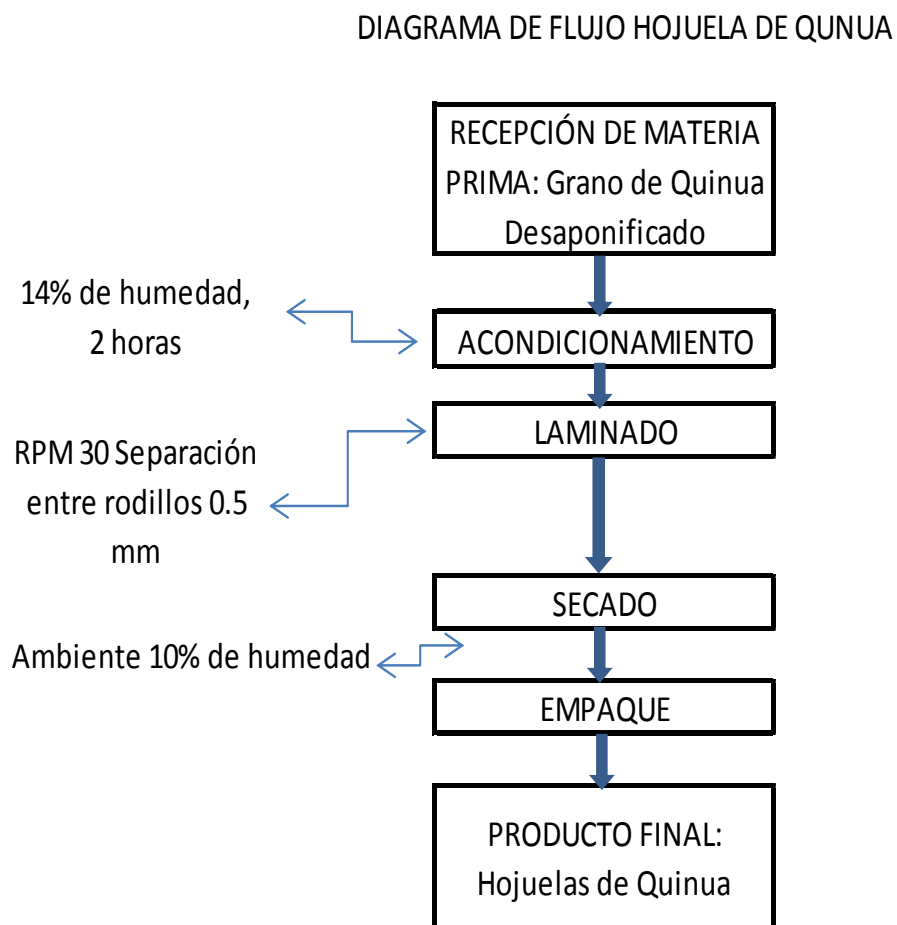 DIAGRAMA DE FLUJO HOJUELA DE QUNUA
RECEPCIÓN DE MATERIA
PRIMA: Grano de Quinua
Desaponificado
14% de humedad,
2 horas
ACONDICIONAMIENTO
LAMINADO
RPM 30 Separación
entre rodillos 0.5
mm
SECADO
Ambiente 10% de humedad
EMPAQUE
PRODUCTO FINAL:
Hojuelas de Quinua